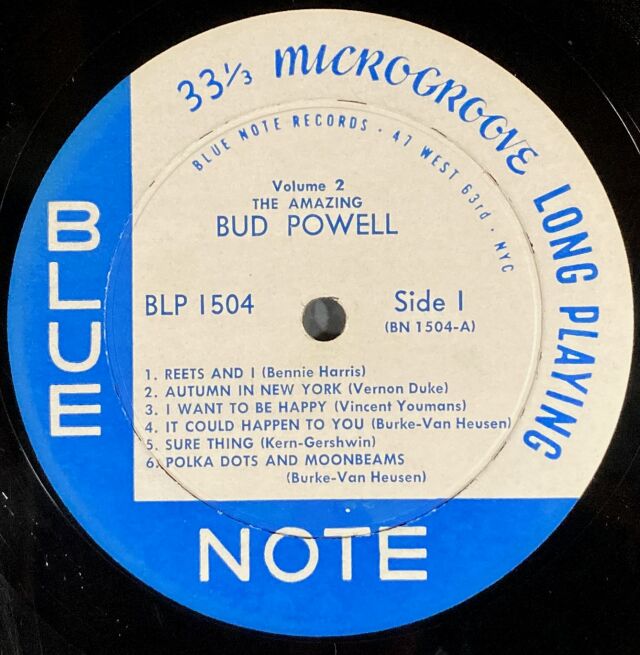 33⅓ MICROGROOVE LONG PLAYING
BLUE NOTE RECORDS · 47 WEST 63rd · NYC
Volume 2
THE AMAZING
BUD POWELL
BLP 1504
Side 1
(BN 1504-A)
1. REETS AND I (Bennie Harris)
2. AUTUMN IN NEW YORK (Vernon Duke)
3. I WANT TO BE HAPPY (Vincent Youmans)
4. IT COULD HAPPEN TO YOU (Burke-Van Heusen)
5. SURE THING (Kern-Gershwin)
6. POLKA DOTS AND MOONBEAMS
(Burke-Van Heusen)
BLUE
NOTE